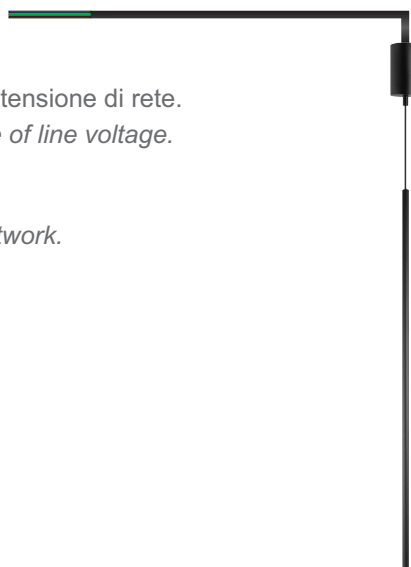 tensione di rete.
of line voltage.
twork.